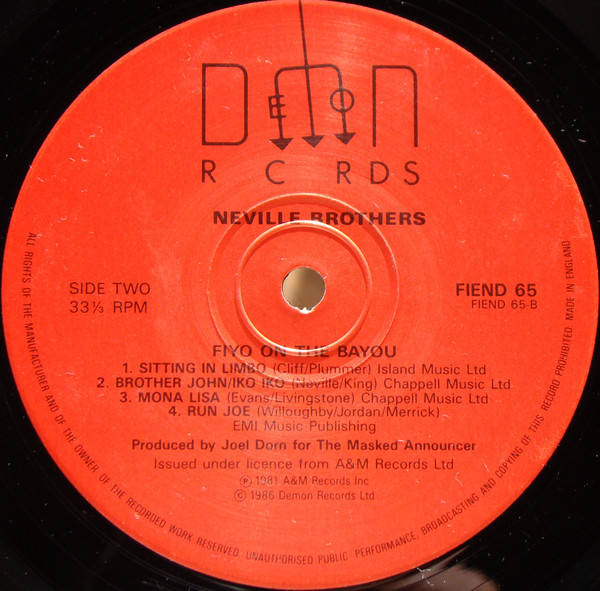 DEMON
R C RDS
NEVILLE BROTHERS
SIDE TWO
33⅓ RPM
FIEND 65
FIEND 65-B
FIYO ON THE BAYOU
1. SITTING IN LIMBO (Cliff/Plummer) Island Music Ltd
2. BROTHER JOHN/IKO IKO (Neville/King) Chappell Music Ltd
3. MONA LISA (Evans/Livingstone) Chappell Music Ltd
4. RUN JOE (Willoughby/Jordan/Merrick)
EMI Music Publishing
Produced by Joel Dorn for The Masked Announcer
Issued under licence from A&M Records Ltd
℗ 1981 A&M Records Inc
© 1986 Demon Records Ltd
ALL RIGHTS OF THE MANUFACTURER AND OF THE OWNER OF THE RECORDED WORK RESERVED. UNAUTHORISED PUBLIC PERFORMANCE, BROADCASTING AND COPYING OF THIS RECORD PROHIBITED. MADE IN ENGLAND